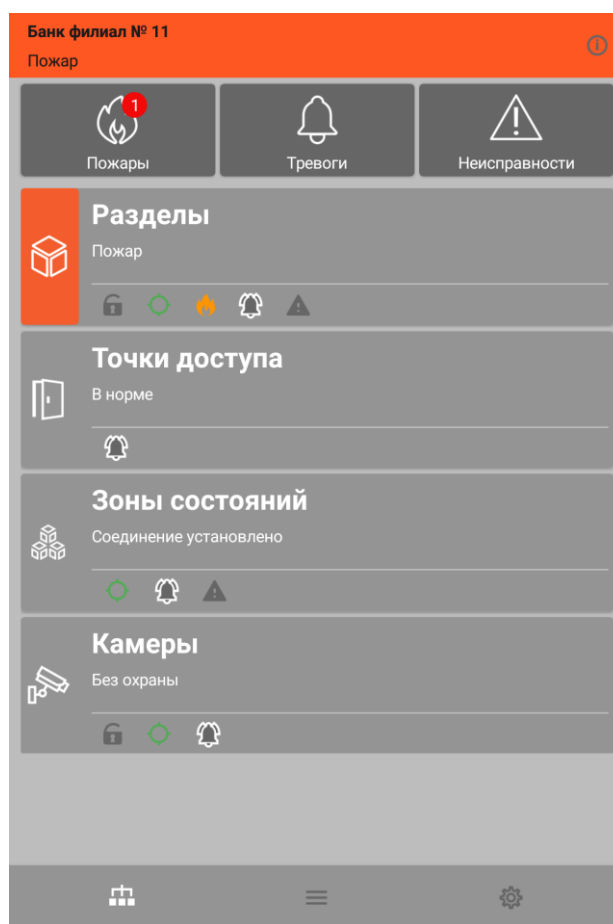 Банк филиал № 11
Пожар
1
Пожары
Тревоги
Неисправности
Разделы
Пожар
Точки доступа
В норме
Зоны состояний
Соединение установлено
Камеры
Без охраны